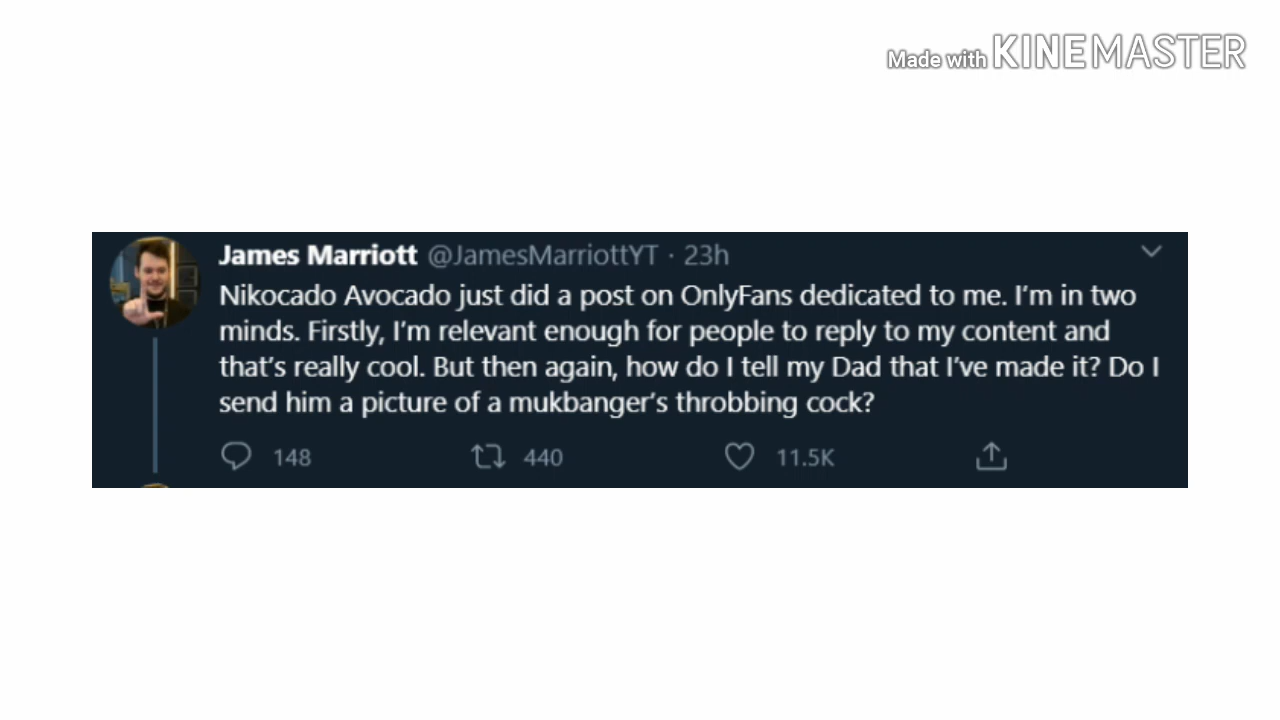 Made with KINEMASTER
James Marriott @JamesMarriottYT · 23h
Nikocado Avocado just did a post on OnlyFans dedicated to me. I'm in two
minds. Firstly, I'm relevant enough for people to reply to my content and
that's really cool. But then again, how do I tell my Dad that I've made it? Do I
send him a picture of a mukbanger's throbbing cock?
148 440 11.5K